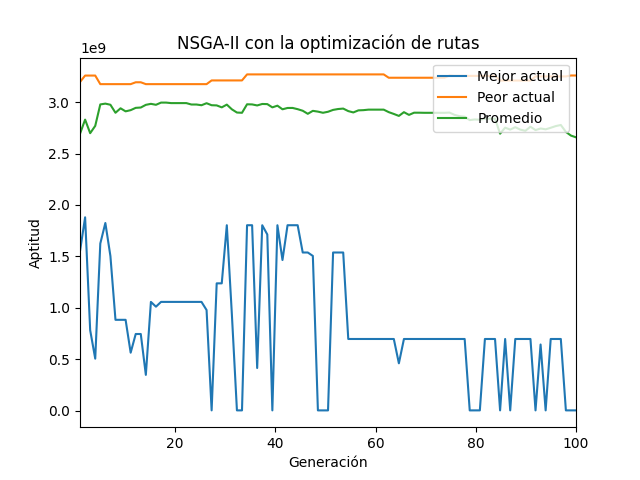 NSGA-II con la optimización de rutas
1e9
Mejor actual
Peor actual
Promedio
3.0
2.5
2.0
1.5
1.0
0.5
0.0
Aptitud
20
40
60
80
100
Generación